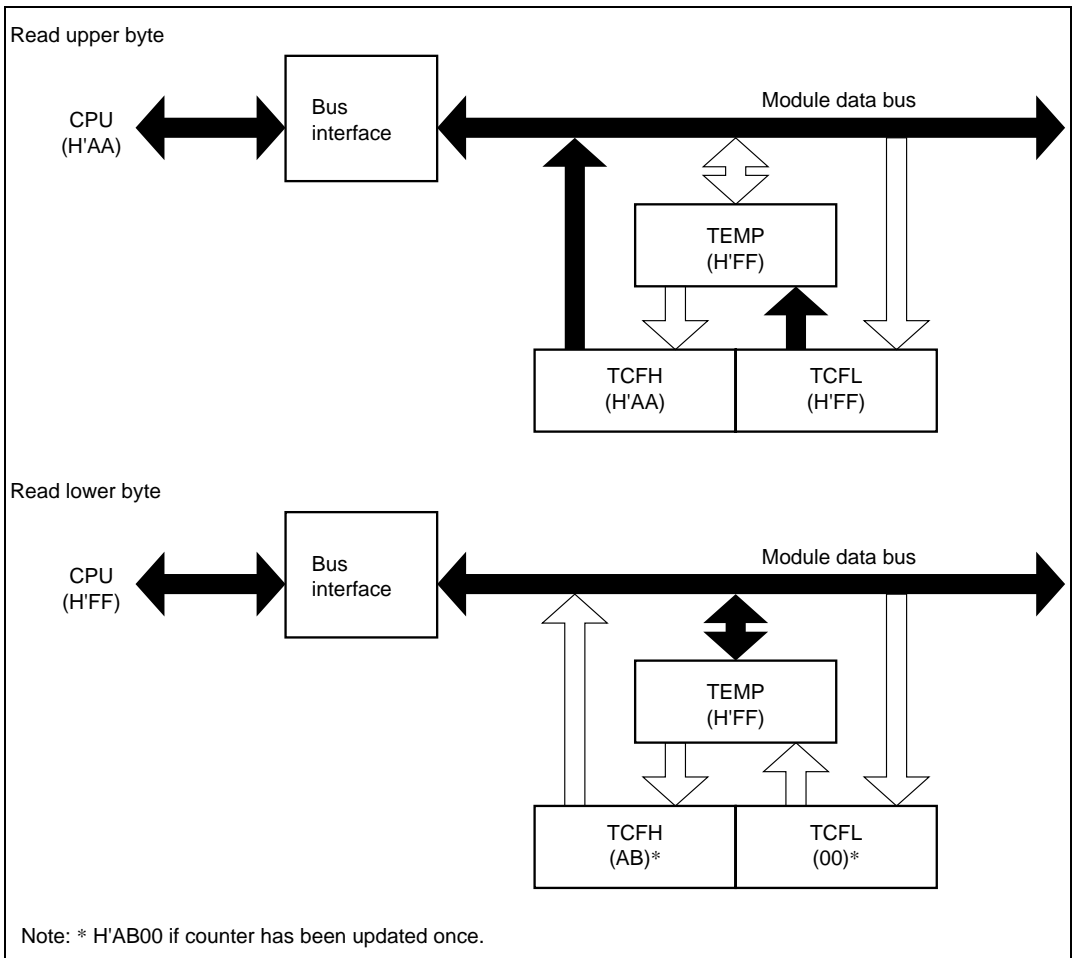 Read upper byte
CPU
(H'AA)
Bus
interface
Module data bus
TEMP
(H'FF)
TCFH
(H'AA)
TCFL
(H'FF)
Read lower byte
CPU
(H'FF)
Bus
interface
Module data bus
TEMP
(H'FF)
TCFH
(AB)*
TCFL
(00)*
Note: * H'AB00 if counter has been updated once.